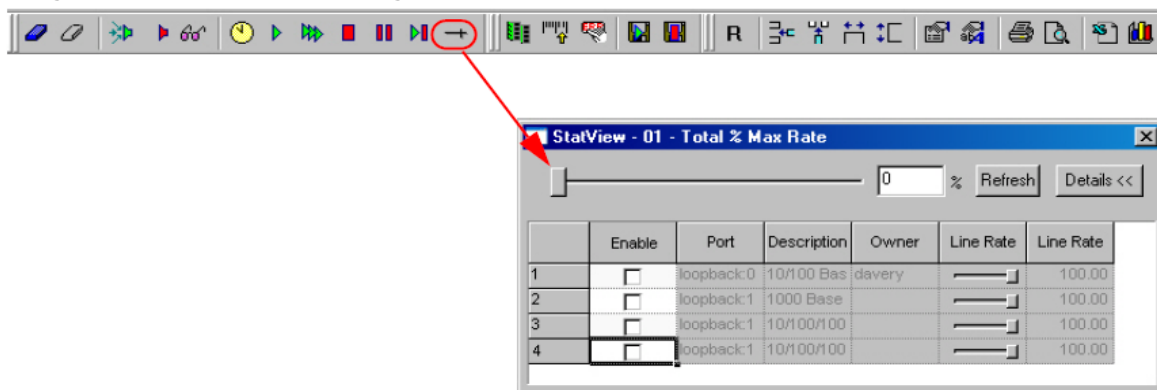 R
StatView - 01 - Total % Max Rate
0 % Refresh Details <<
Enable Port Description Owner Line Rate Line Rate
1 loopback:0 10/100 Bas davery 100.00
2 loopback:1 1000 Base 100.00
3 loopback:1 10/100/100 100.00
4 loopback:1 10/100/100 100.00